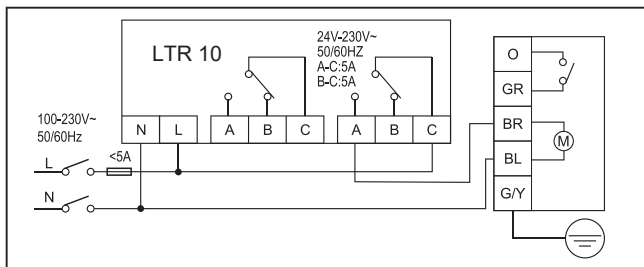 LTR 10
24V-230V~
50/60HZ
A-C:5A
B-C:5A
100-230V~
50/60Hz
N L A B C A B C
L <5A
N
O
GR
BR
BL
G/Y
M